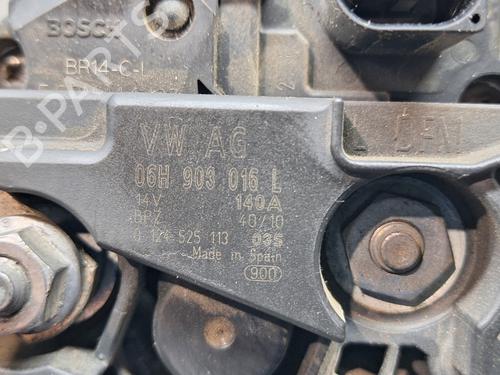 BOSCH
BR14-C-I
VW AG
06H 903 016 L
14V 140A
BPZ 40/10
0 124 525 113 035
Made in Spain
900
B-PARTS